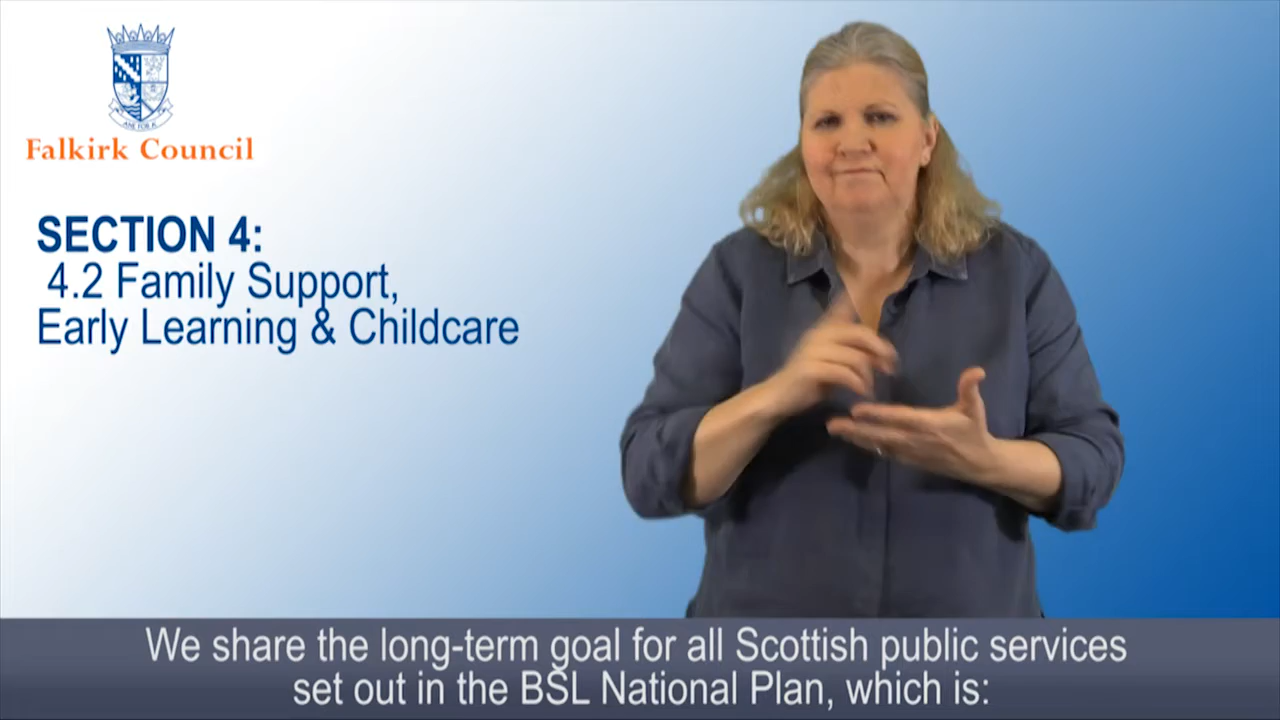 Falkirk Council
SECTION 4:
4.2 Family Support,
Early Learning & Childcare
We share the long-term goal for all Scottish public services
set out in the BSL National Plan, which is: